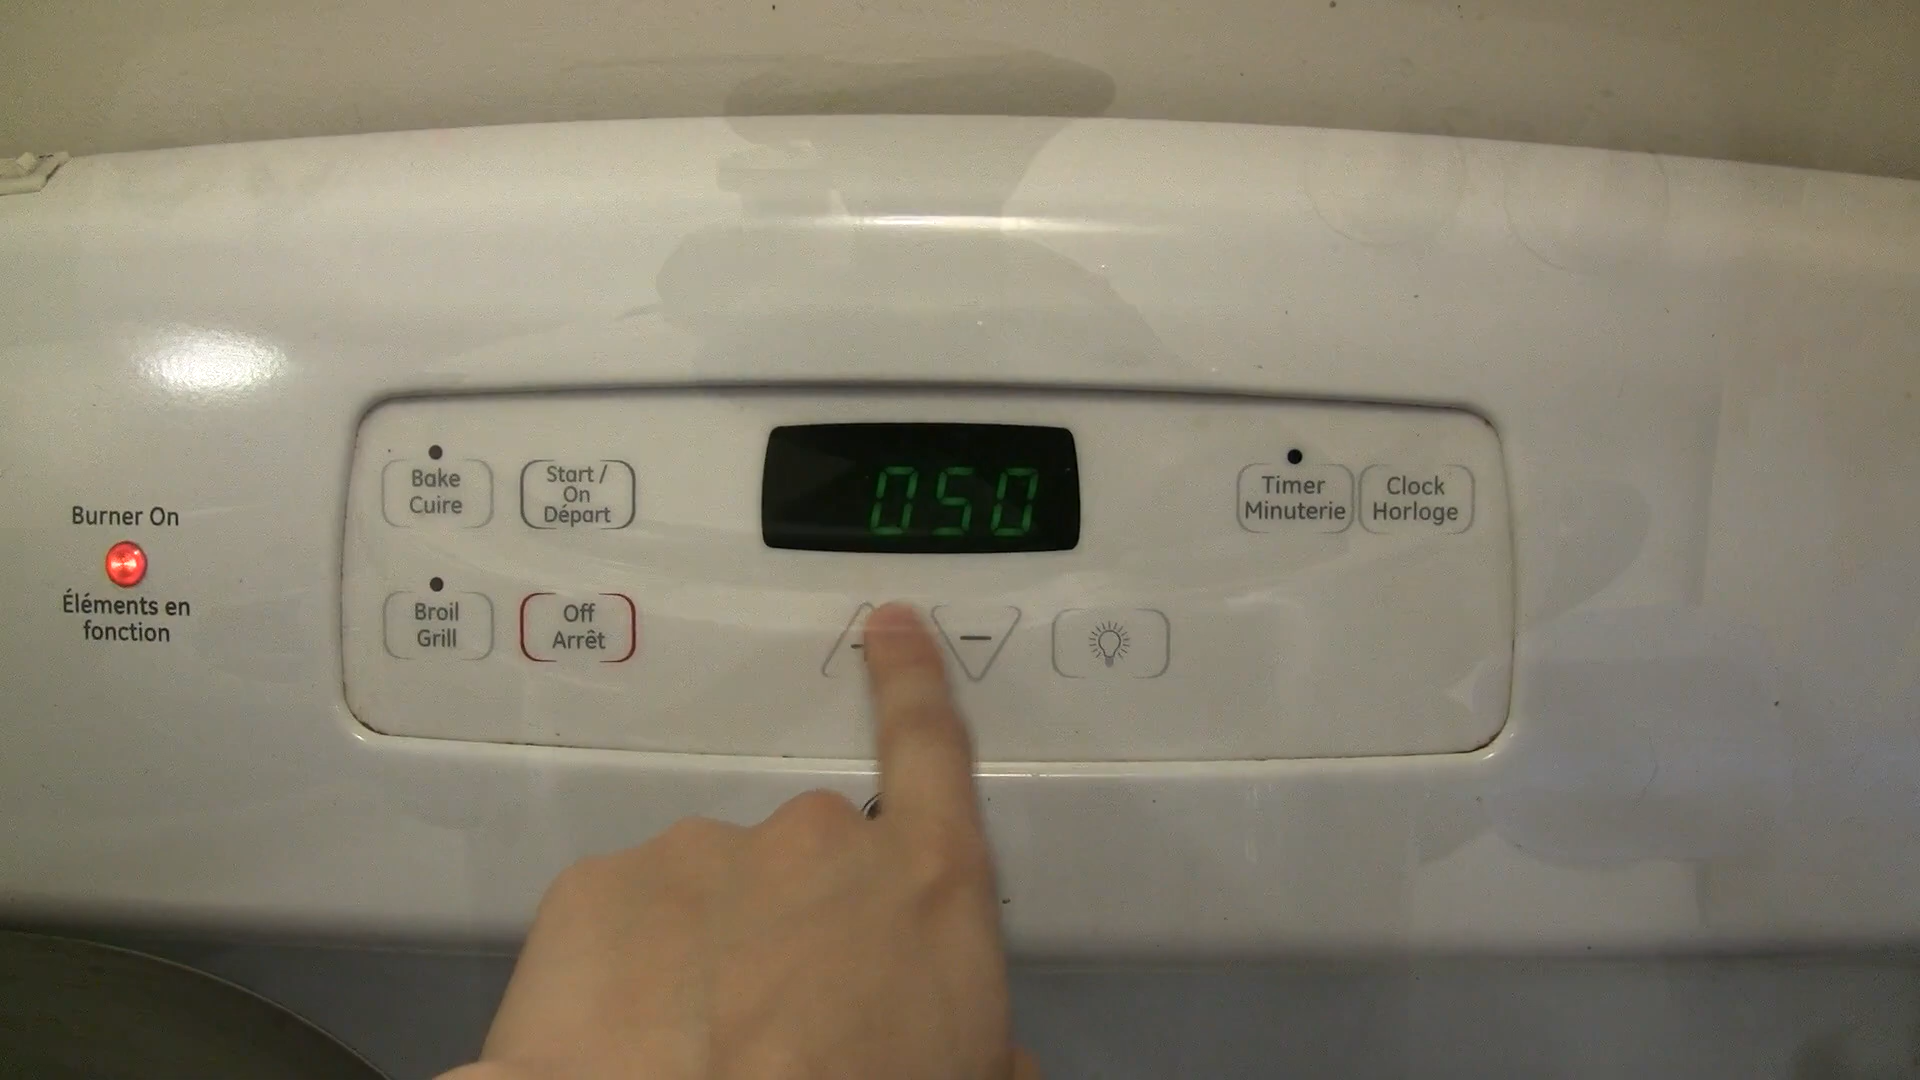 Burner On
Éléments en
fonction
Bake
Cuire
Start /
On
Départ
Broil
Grill
Off
Arrêt
050
Timer
Minuterie
Clock
Horloge